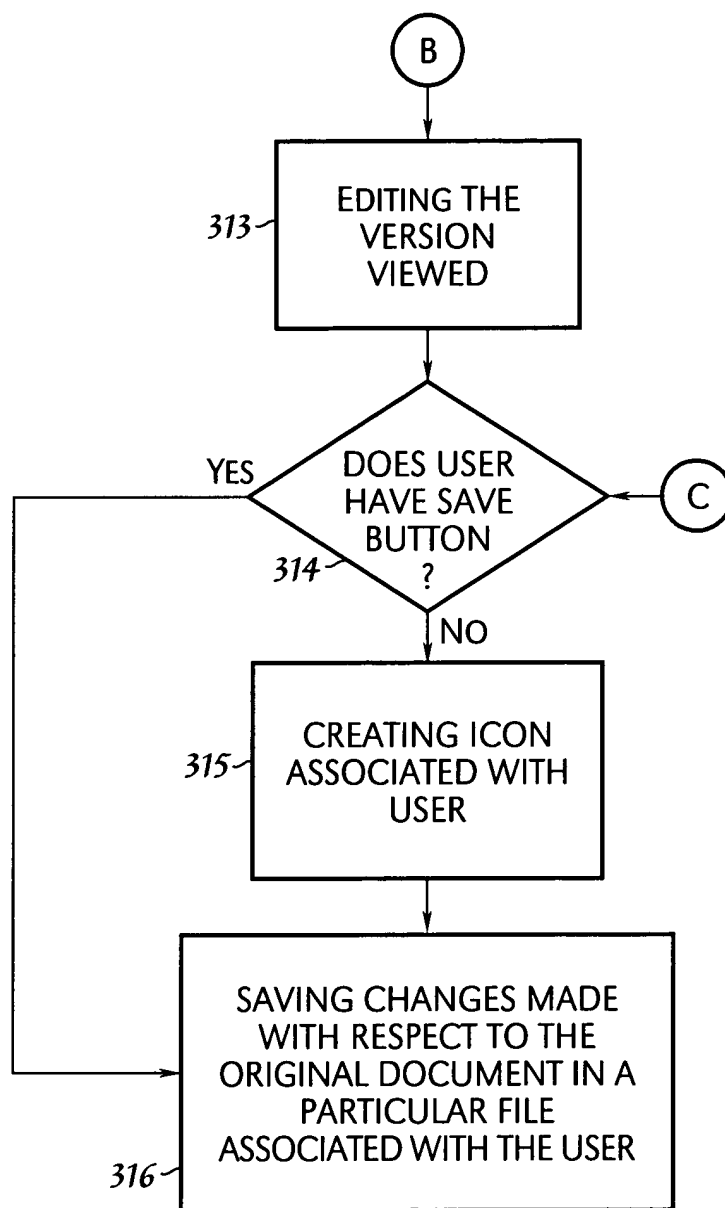 B
313
EDITING THE
VERSION
VIEWED
YES
DOES USER
HAVE SAVE
BUTTON
?
314
C
NO
315
CREATING ICON
ASSOCIATED WITH
USER
SAVING CHANGES MADE
WITH RESPECT TO THE
ORIGINAL DOCUMENT IN A
PARTICULAR FILE
ASSOCIATED WITH THE USER
316